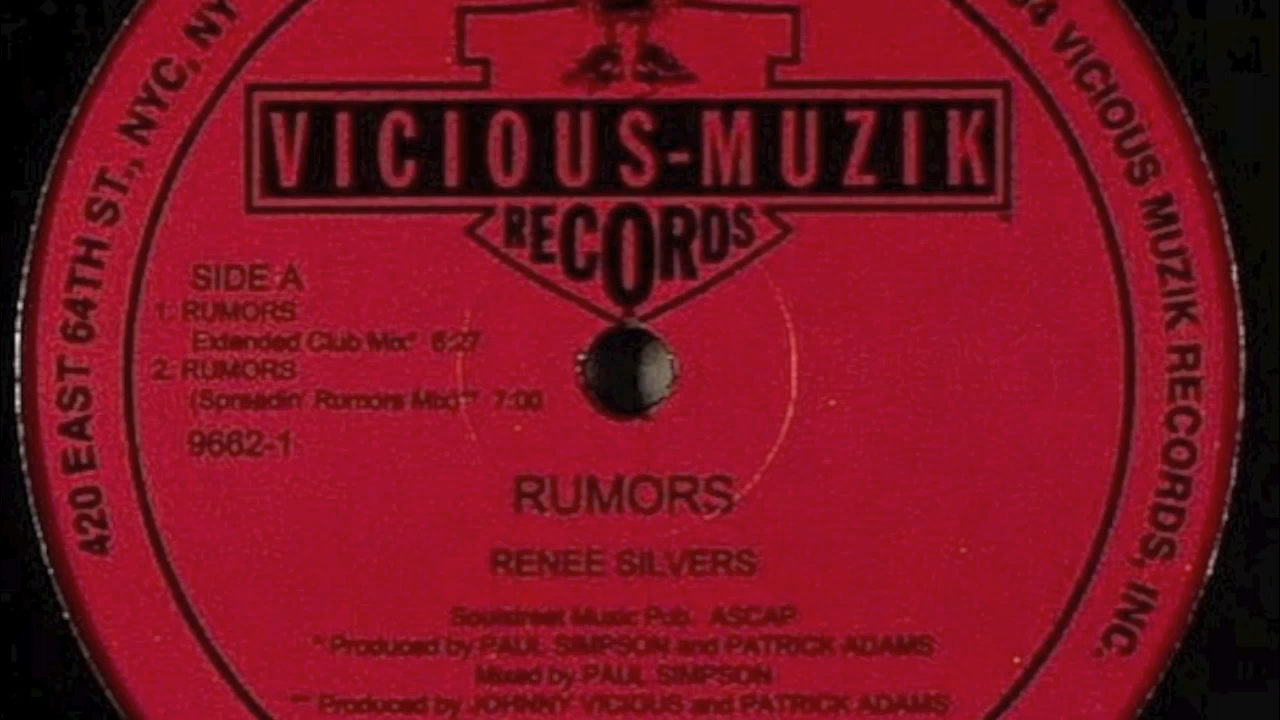 420 EAST 64TH ST., NYC, NY
94 VICIOUS MUZIK RECORDS, INC.
VICIOUS-MUZIK
RECORDS
SIDE A
1. RUMORS
Extended Club Mix* 6:27
2. RUMORS
(Spreadin' Rumors Mix)** 7:00
9662-1
RUMORS
RENEE SILVERS
Soulstreet Music Pub. ASCAP
* Produced by PAUL SIMPSON and PATRICK ADAMS
Mixed by PAUL SIMPSON
** Produced by JOHNNY VICIOUS and PATRICK ADAMS